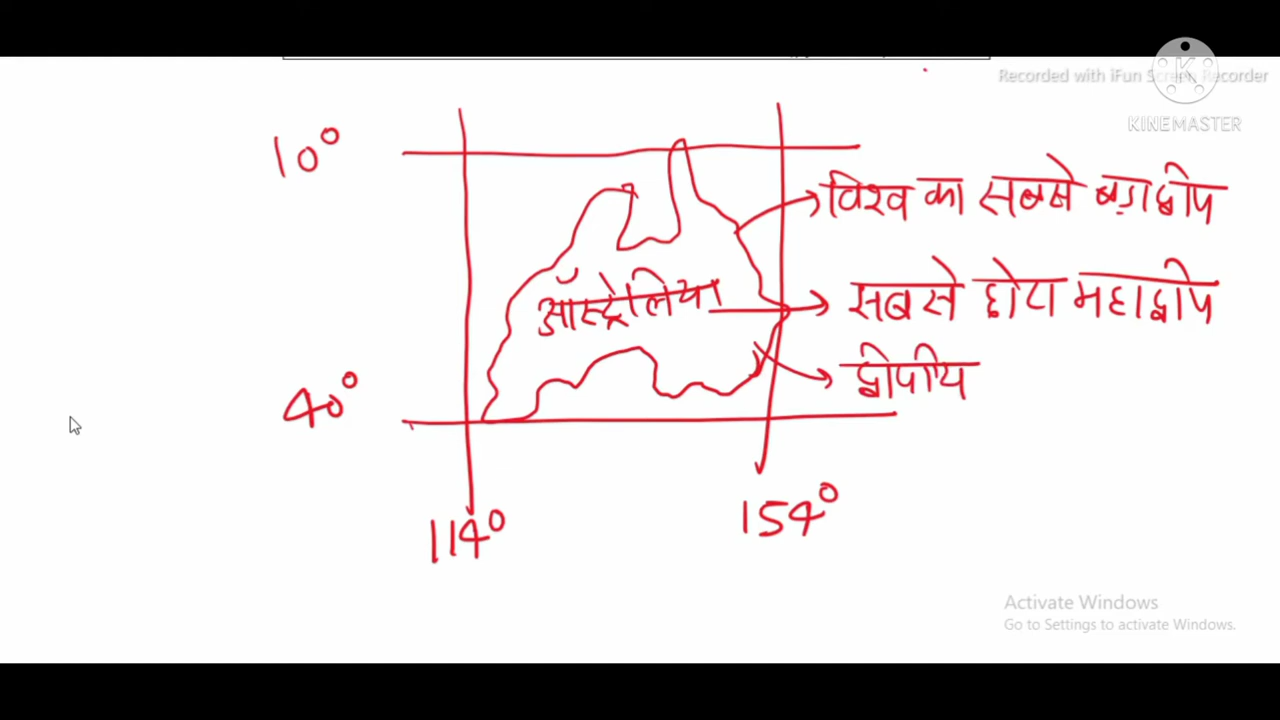 Recorded with iFun Screen Recorder
KINEMASTER
10°
विश्व का सबसे बड़ा द्वीप
ऑस्ट्रेलिया
सबसे छोटा महाद्वीप
द्वीपीय
40°
114°
154°
Activate Windows
Go to Settings to activate Windows.